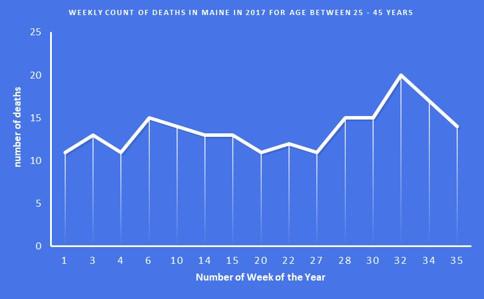 WEEKLY COUNT OF DEATHS IN MAINE IN 2017 FOR AGE BETWEEN 25 - 45 YEARS
25
20
15
10
5
0
number of deaths
1 3 4 6 10 14 15 20 22 27 28 30 32 34 35
Number of Week of the Year